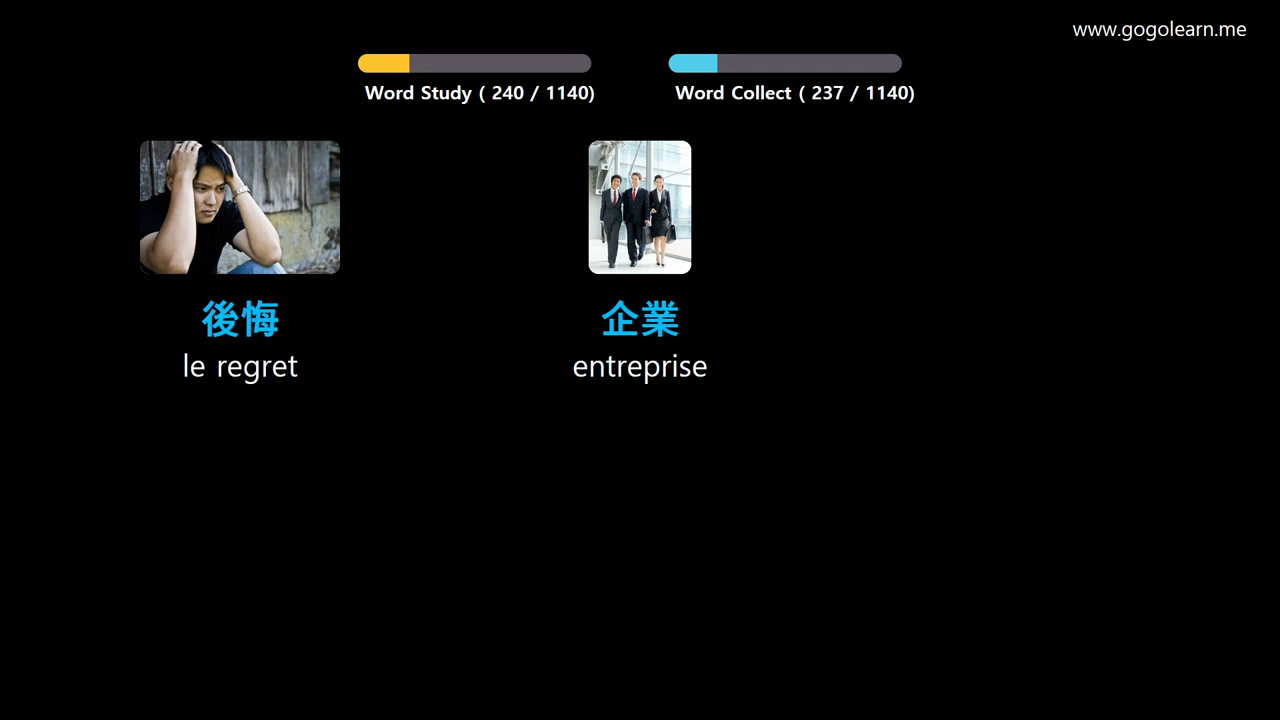 www.gogolearn.me
Word Study ( 240 / 1140)
Word Collect ( 237 / 1140)
後悔
le regret
企業
entreprise